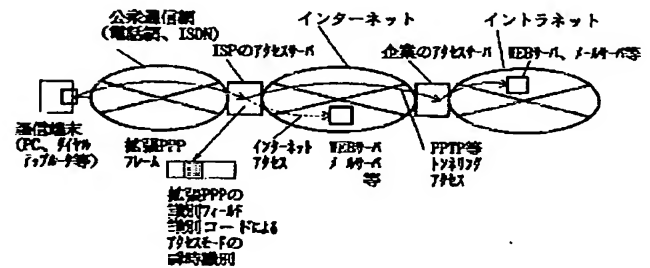 公衆通信網
(電話網、ISDN)
インターネット
イントラネット
ISPのアクセスサーバ
企業のアクセスサーバ
WEBサーバ、メールサーバ等
通信端末
(PC、ダイヤル
アップルータ等)
拡張PPP
フレーム
インターネット
アクセス
WEBサーバ
メールサーバ
等
PPTP等
トンネリング
アクセス
拡張PPPの
識別フィールド
識別コードによる
アクセスモードの
即時識別